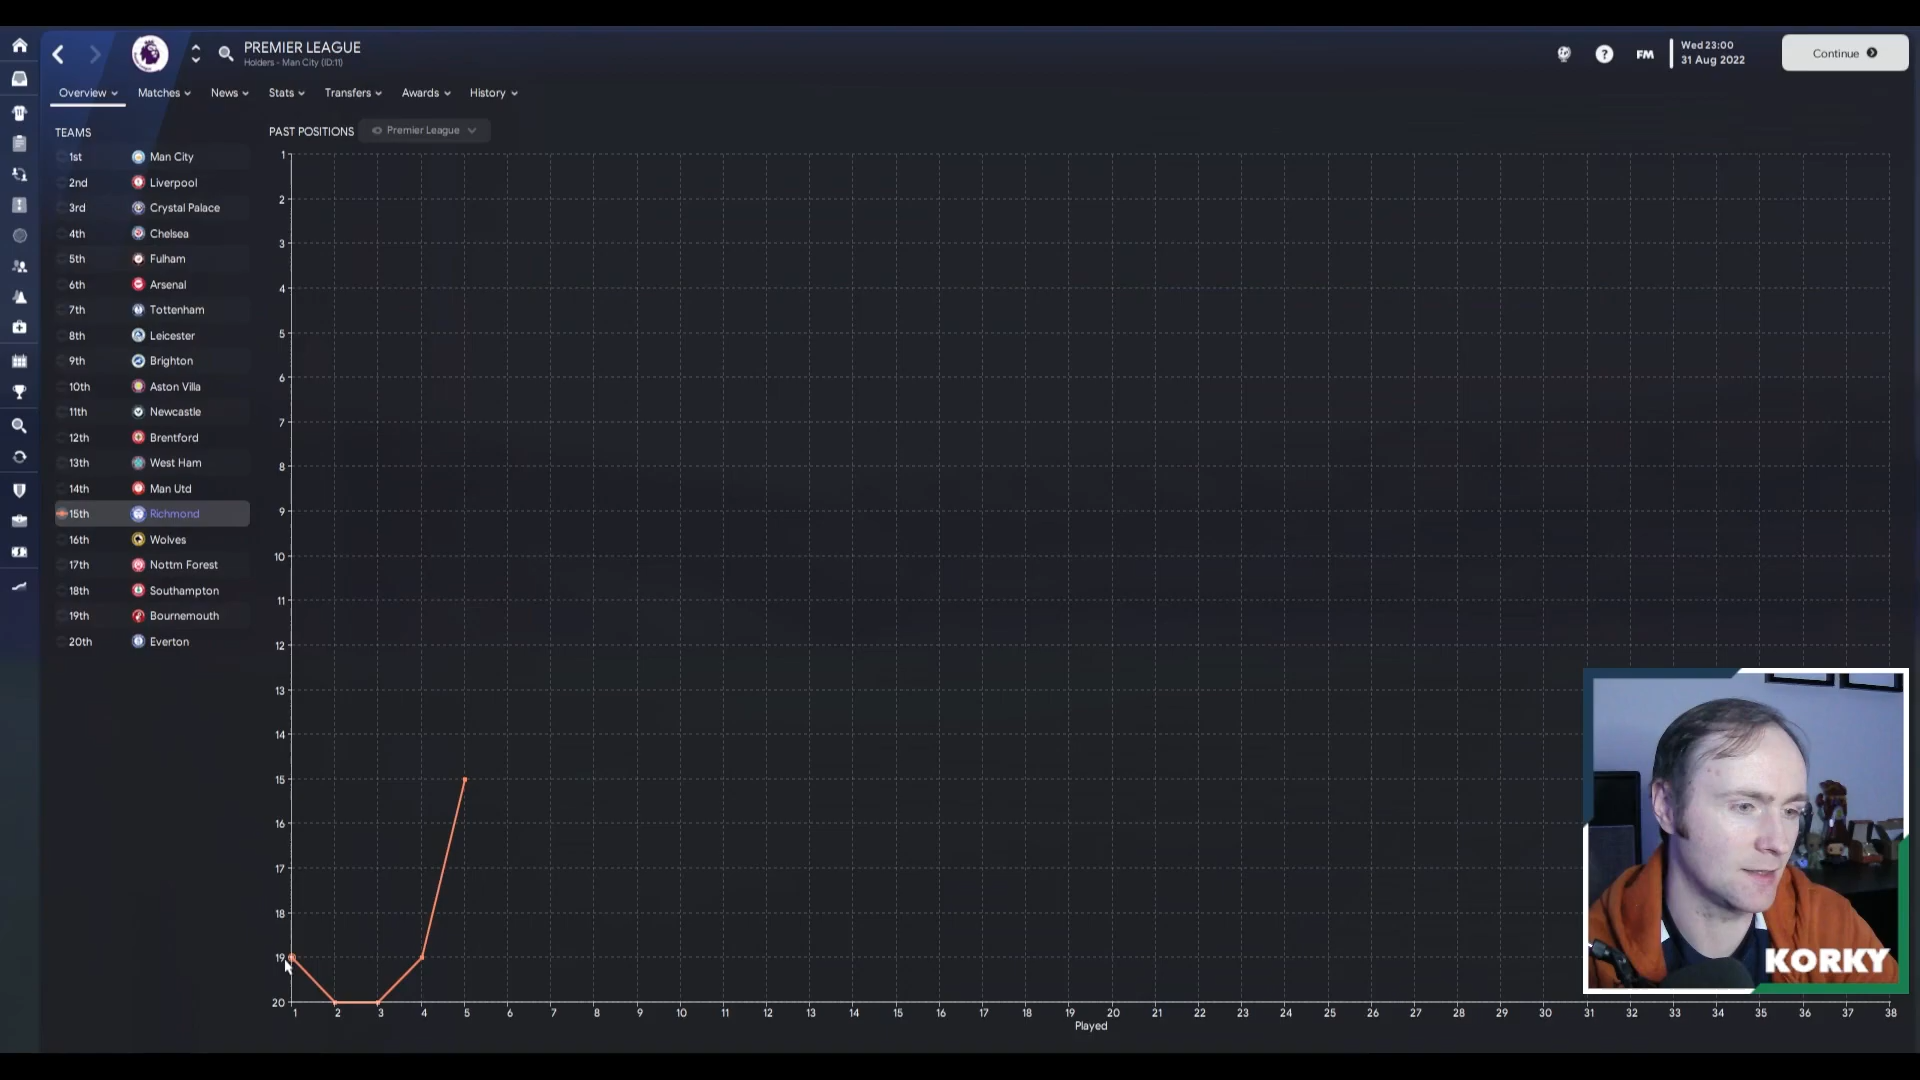 PREMIER LEAGUE
Holders - Man City (ID:11)
FM
Wed 23:00
31 Aug 2022
Continue
Overview Matches News Stats Transfers Awards History
TEAMS
1st Man City
2nd Liverpool
3rd Crystal Palace
4th Chelsea
5th Fulham
6th Arsenal
7th Tottenham
8th Leicester
9th Brighton
10th Aston Villa
11th Newcastle
12th Brentford
13th West Ham
14th Man Utd
15th Richmond
16th Wolves
17th Nottm Forest
18th Southampton
19th Bournemouth
20th Everton
PAST POSITIONS Premier League
1
2
3
4
5
6
7
8
9
10
11
12
13
14
15
16
17
18
19
20
1 2 3 4 5 6 7 8 9 10 11 12 13 14 15 16 17 18 19 20 21 22 23 24 25 26 27 28 29 30 31 32 33 34 35 36 37 38
Played
KORKY